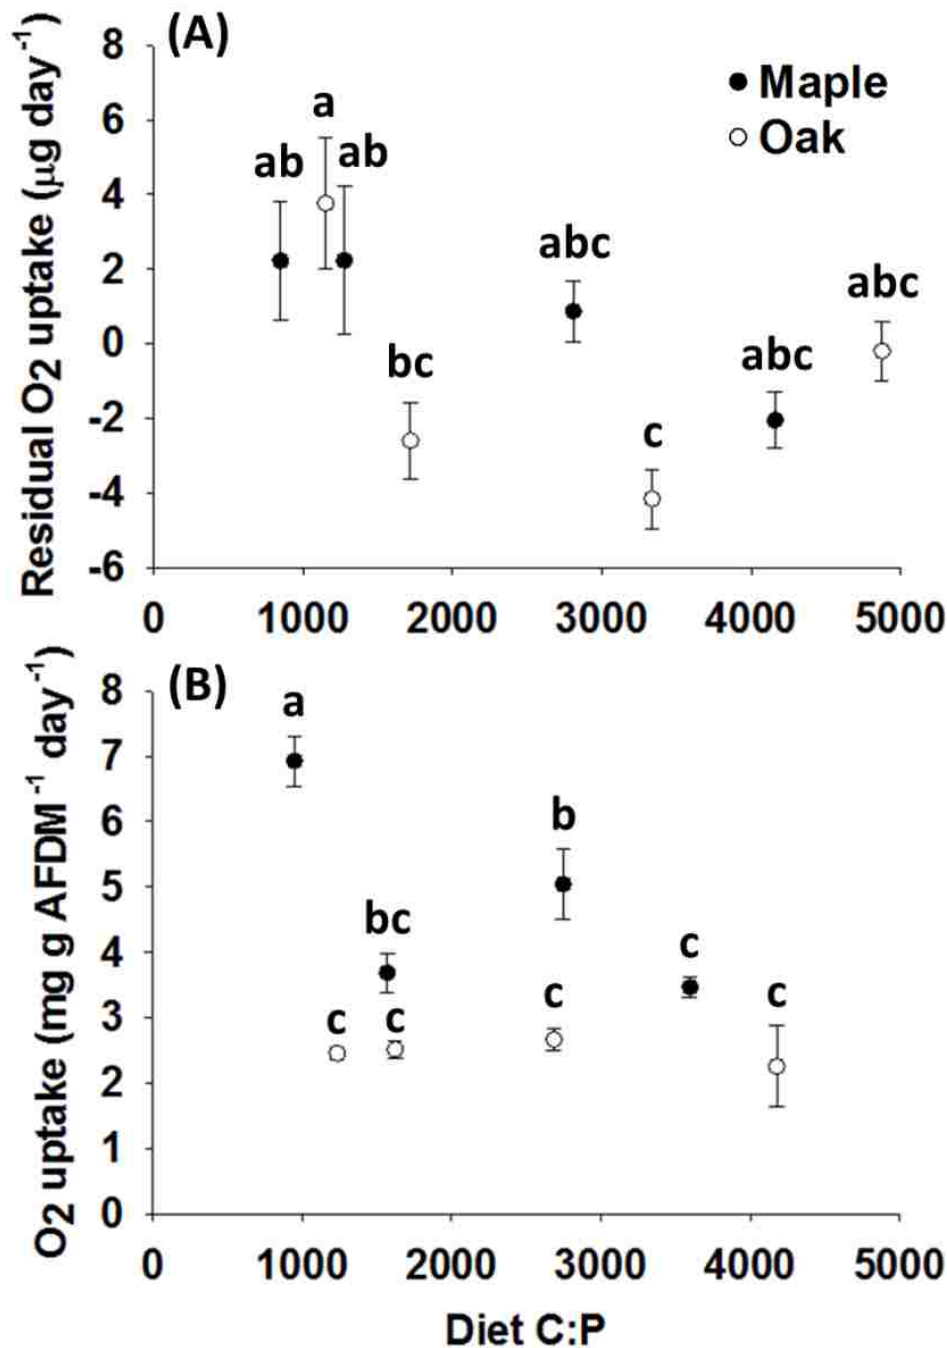 (A)
Residual O2 uptake (µg day-1)
8
6
4
2
0
-2
-4
-6
Maple
Oak
ab
a
ab
bc
abc
c
abc
abc
0 1000 2000 3000 4000 5000
(B)
O2 uptake (mg g AFDM-1 day-1)
8
7
6
5
4
3
2
1
0
a
bc
b
c
c
c
c
c
0 1000 2000 3000 4000 5000
Diet C:P